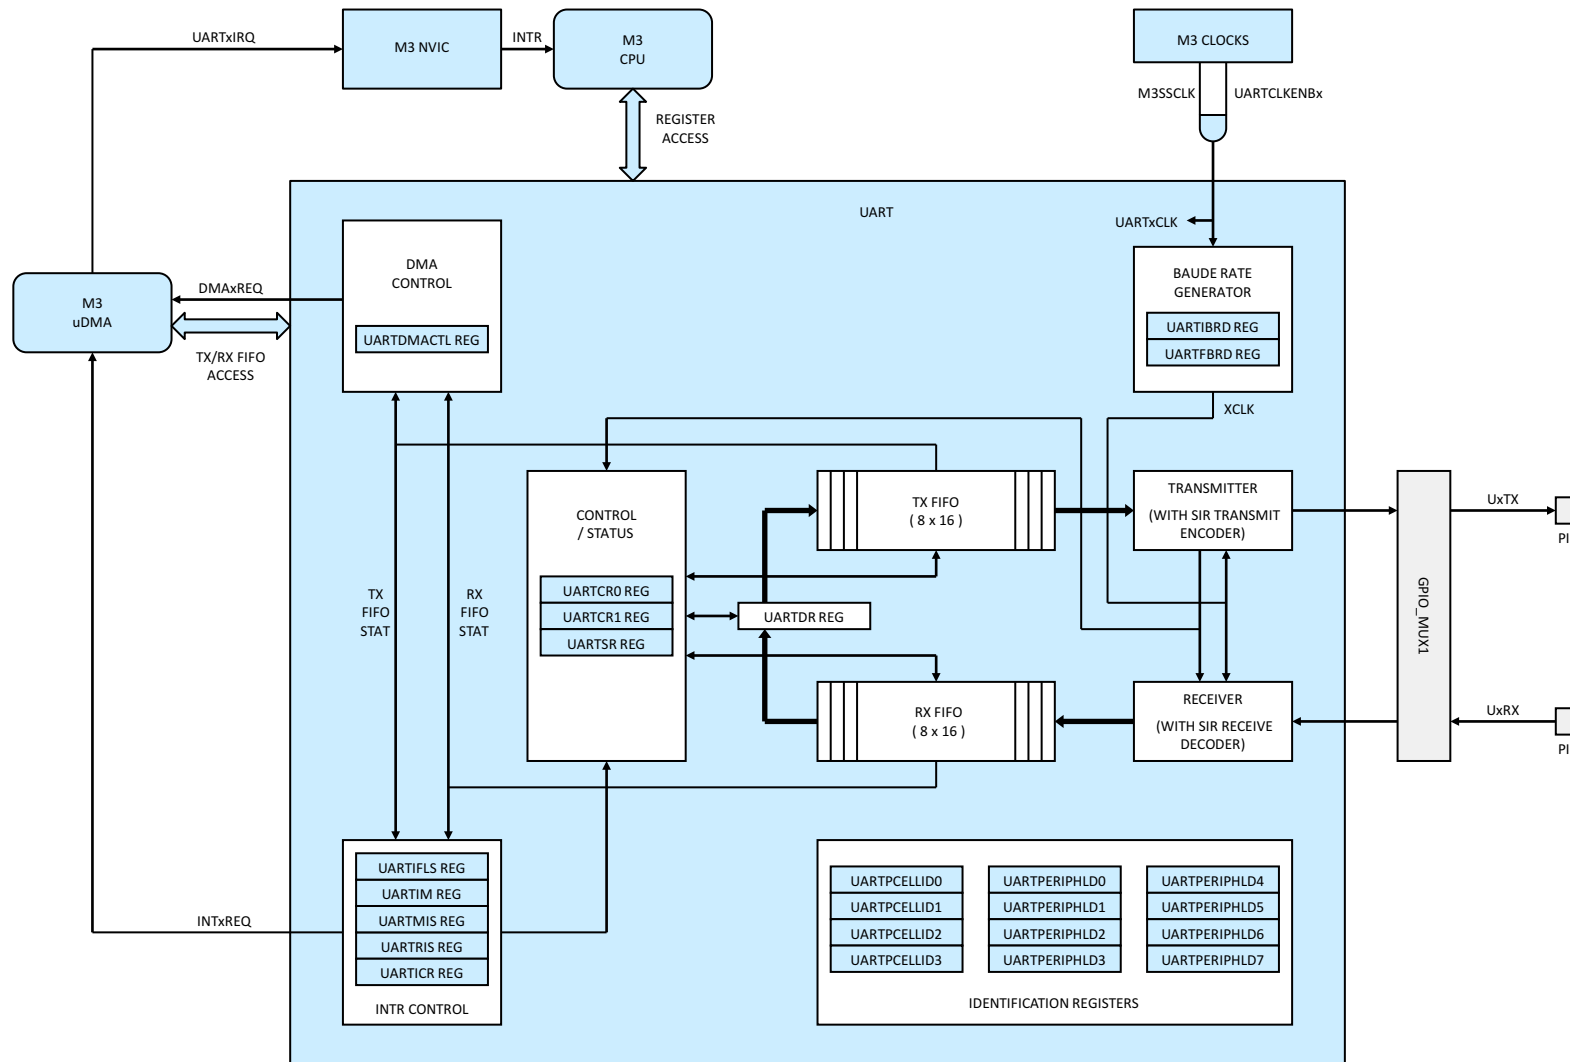 UARTxIRQ
M3 NVIC
INTR
M3
CPU
M3 CLOCKS
M3SSCLK
UARTCLKENBx
REGISTER
ACCESS
UART
UARTxCLK
DMA
CONTROL
UARTDMACTL REG
BAUDE RATE
GENERATOR
UARTIBRD REG
UARTFBRD REG
XCLK
M3
uDMA
DMAxREQ
TX/RX FIFO
ACCESS
CONTROL
/ STATUS
UARTCR0 REG
UARTCR1 REG
UARTSR REG
TX FIFO
( 8 x 16 )
TRANSMITTER
(WITH SIR TRANSMIT
ENCODER)
UARTDR REG
TX
FIFO
STAT
RX
FIFO
STAT
RX FIFO
( 8 x 16 )
RECEIVER
(WITH SIR RECEIVE
DECODER)
GPIO_MUX1
UxTX
PI
UxRX
PI
INTxREQ
UARTIFLS REG
UARTIM REG
UARTMIS REG
UARTRIS REG
UARTICR REG
INTR CONTROL
UARTPCELLID0
UARTPCELLID1
UARTPCELLID2
UARTPCELLID3
UARTPERIPHLD0
UARTPERIPHLD1
UARTPERIPHLD2
UARTPERIPHLD3
UARTPERIPHLD4
UARTPERIPHLD5
UARTPERIPHLD6
UARTPERIPHLD7
IDENTIFICATION REGISTERS